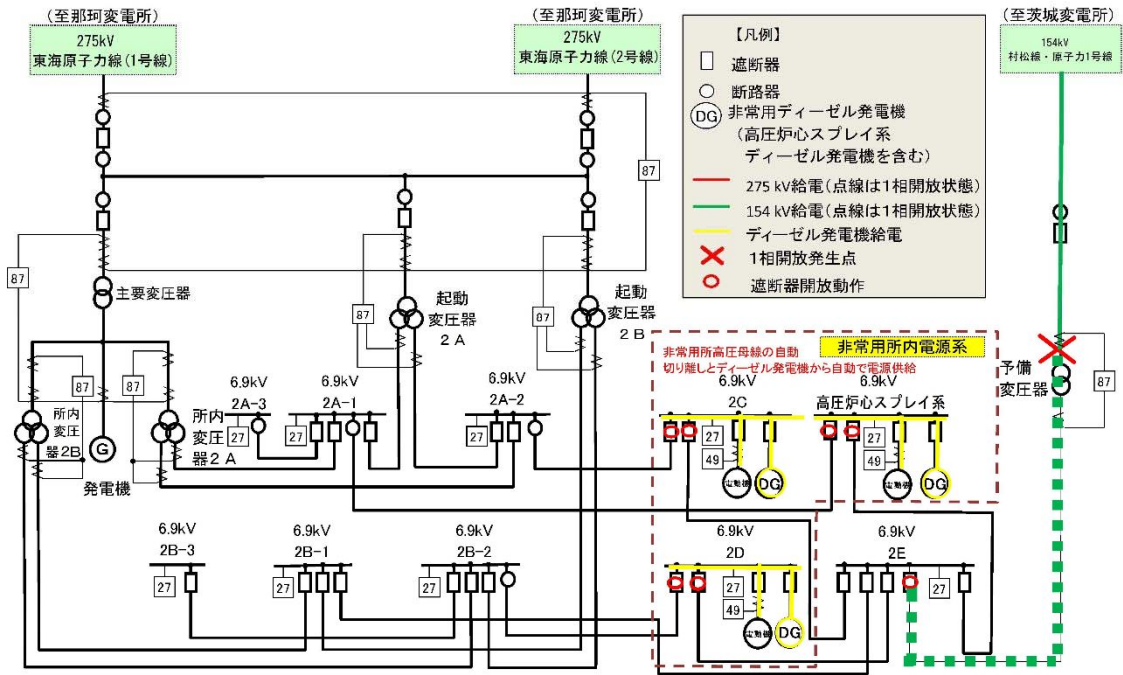 (至那珂変電所)
275kV
東海原子力線(1号線)
(至那珂変電所)
275kV
東海原子力線(2号線)
(至茨城変電所)
154kV
村松線・原子力1号線
【凡例】
遮断器
断路器
DG
非常用ディーゼル発電機
(高圧炉心スプレイ系
ディーゼル発電機を含む)
275 kV給電(点線は1相開放状態)
154 kV給電(点線は1相開放状態)
ディーゼル発電機給電
1相開放発生点
遮断器開放動作
87
87
87
87
主要変圧器
起動
変圧器
2A
起動
変圧器
2B
87
87
所内
変圧
器2B
G
発電機
所内
変圧
器2A
予備
変圧器
87
非常用所高圧母線の自動
切り離しとディーゼル発電機から自動で電源供給
非常用所内電源系
6.9kV
2A-3
27
6.9kV
2A-1
27
6.9kV
2A-2
27
6.9kV
2C
27
49
電動機
DG
6.9kV
高圧炉心スプレイ系
27
49
電動機
DG
6.9kV
2B-3
27
6.9kV
2B-1
27
6.9kV
2B-2
27
6.9kV
2D
27
49
電動機
DG
6.9kV
2E
27